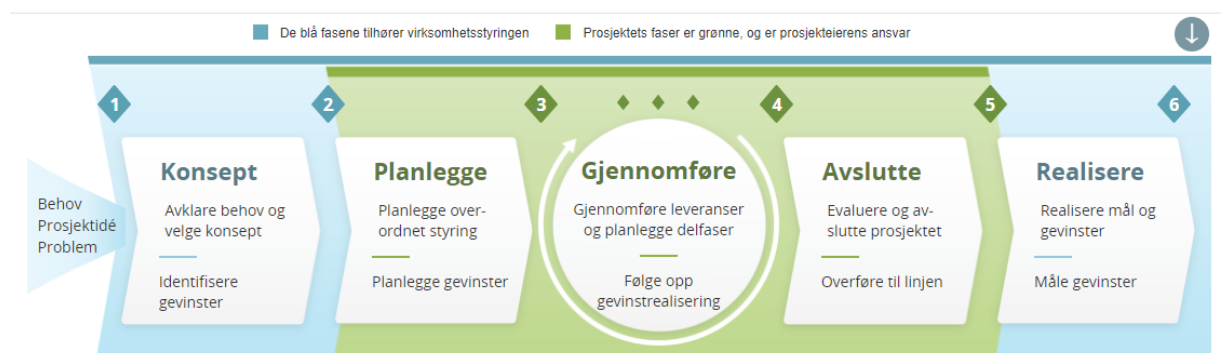 De blå fasene tilhører virksomhetsstyringen
Prosjektets faser er grønne, og er prosjekteierens ansvar
1
2
3
4
5
6
Behov
Prosjektidé
Problem
Konsept
Avklare behov og
velge konsept
Identifisere
gevinster
Planlegge
Planlegge over-
ordnet styring
Planlegge gevinster
Gjennomføre
Gjennomføre leveranser
og planlegge delfaser
Følge opp
gevinstrealisering
Avslutte
Evaluere og av-
slutte prosjektet
Overføre til linjen
Realisere
Realisere mål og
gevinster
Måle gevinster